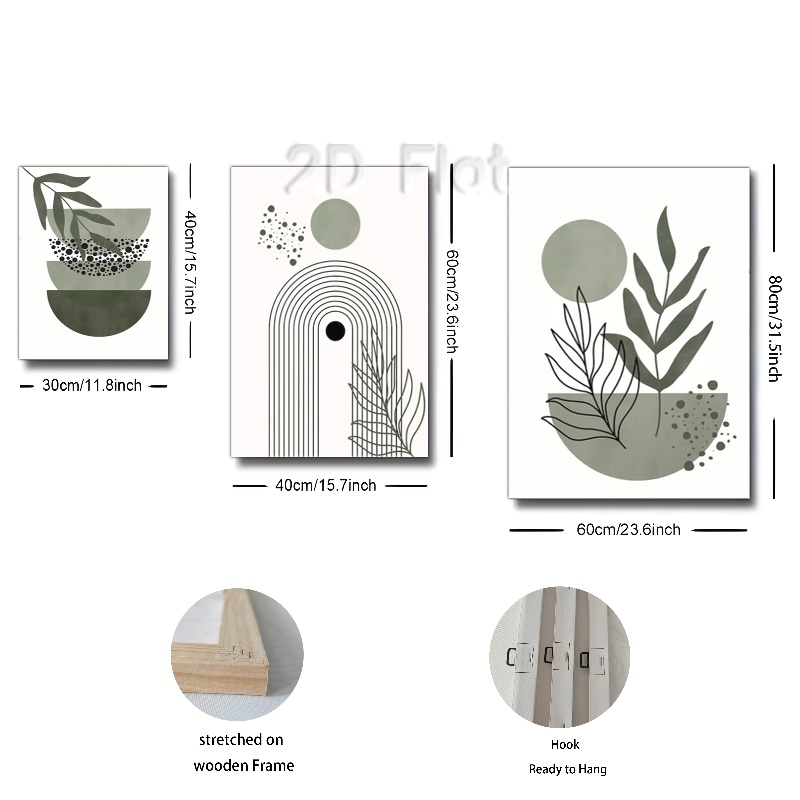 2D Flat
40cm/15.7inch
30cm/11.8inch
60cm/23.6inch
40cm/15.7inch
80cm/31.5inch
60cm/23.6inch
stretched on
wooden Frame
Hook
Ready to Hang